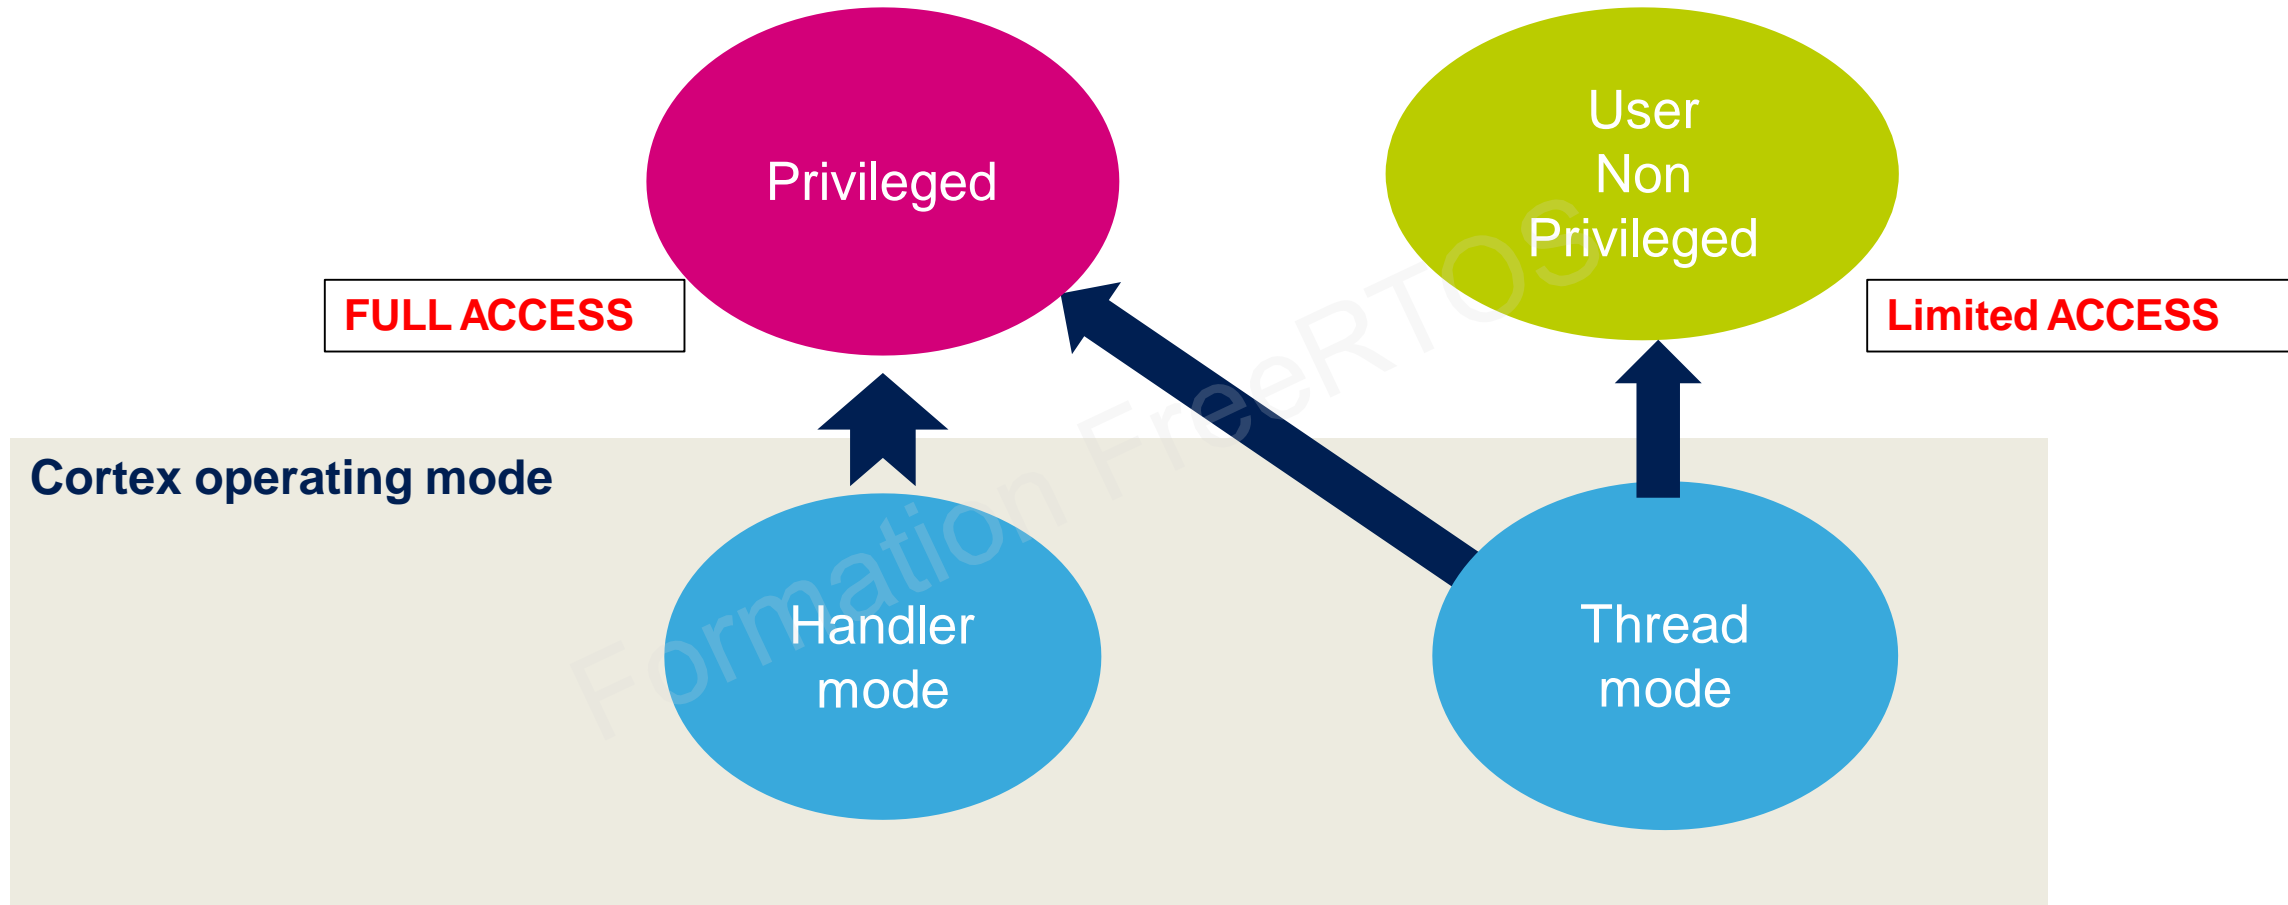 Privileged
User
Non
Privileged
FULL ACCESS
Limited ACCESS
Cortex operating mode
Handler
mode
Thread
mode
Formation FreeRTOS